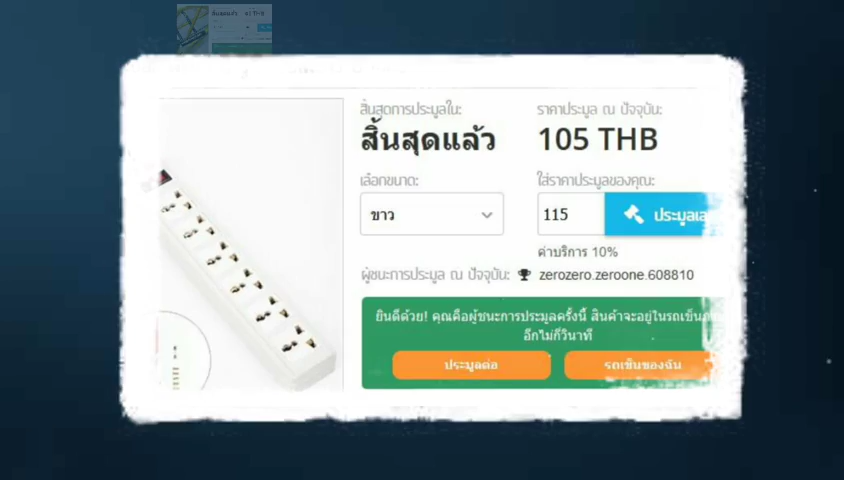 สิ้นสุดการประมูลใน:
สิ้นสุดแล้ว
ราคาประมูล ณ ปัจจุบัน:
105 THB
เลือกขนาด:
ขาว
ใส่ราคาประมูลของคุณ:
115
ค่าบริการ 10%
ผู้ชนะการประมูล ณ ปัจจุบัน: zerozero.zeroone.608810
ยินดีด้วย! คุณคือผู้ชนะการประมูลครั้งนี้ สินค้าจะอยู่ในรถเข็น
อีกไม่กี่วินาที
ประมูลต่อ
รถเข็นของฉัน